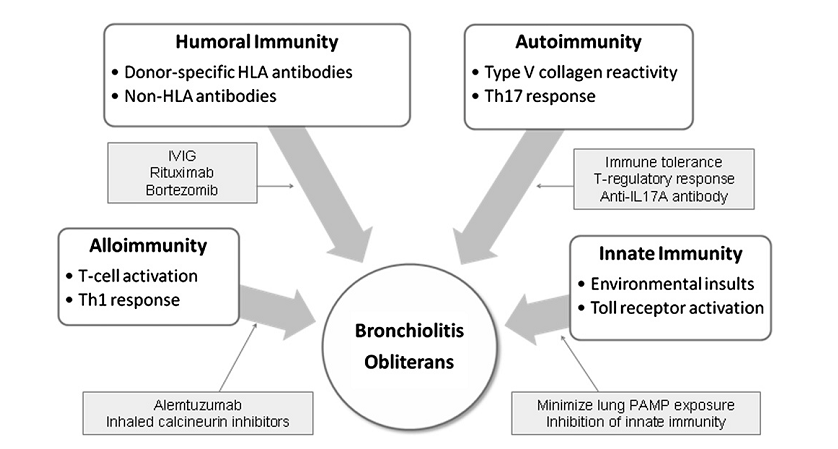 Humoral Immunity
• Donor-specific HLA antibodies
• Non-HLA antibodies
Autoimmunity
• Type V collagen reactivity
• Th17 response
IVIG
Rituximab
Bortezomib
Immune tolerance
T-regulatory response
Anti-IL17A antibody
Alloimmunity
• T-cell activation
• Th1 response
Innate Immunity
• Environmental insults
• Toll receptor activation
Bronchiolitis
Obliterans
Alemtuzumab
Inhaled calcineurin inhibitors
Minimize lung PAMP exposure
Inhibition of innate immunity